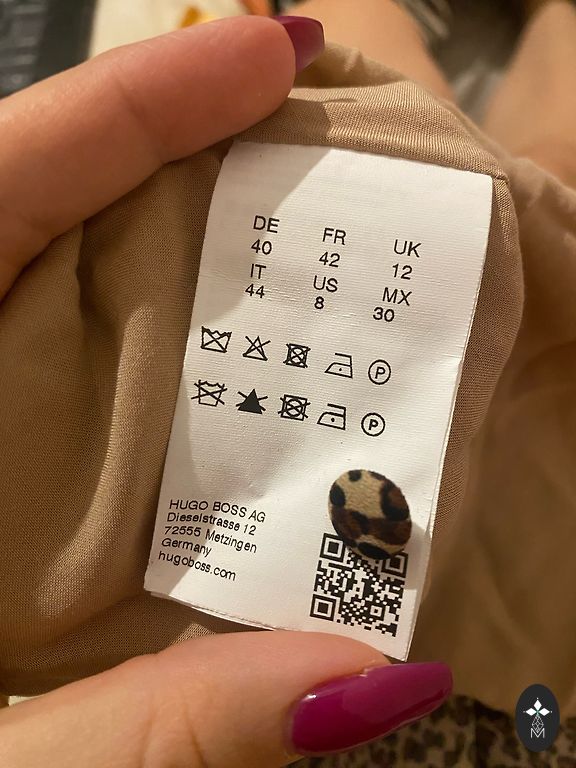 DE FR UK
40 42 12
IT US MX
44 8 30
P
P
HUGO BOSS AG
Dieselstrasse 12
72555 Metzingen
Germany
hugoboss.com
M